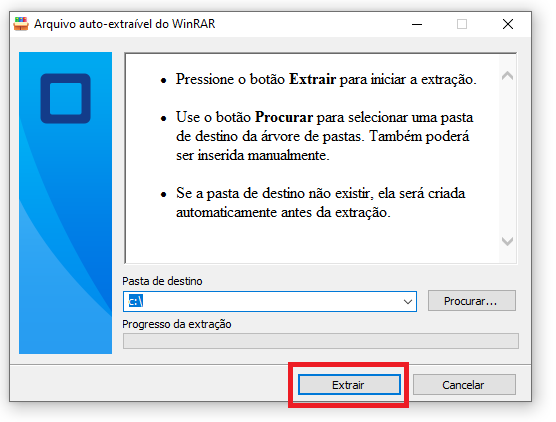 Arquivo auto-extraível do WinRAR
• Pressione o botão Extrair para iniciar a extração.
• Use o botão Procurar para selecionar uma pasta
de destino da árvore de pastas. Também poderá
ser inserida manualmente.
• Se a pasta de destino não existir, ela será criada
automaticamente antes da extração.
Pasta de destino
c:\
Procurar...
Progresso da extração
Extrair
Cancelar